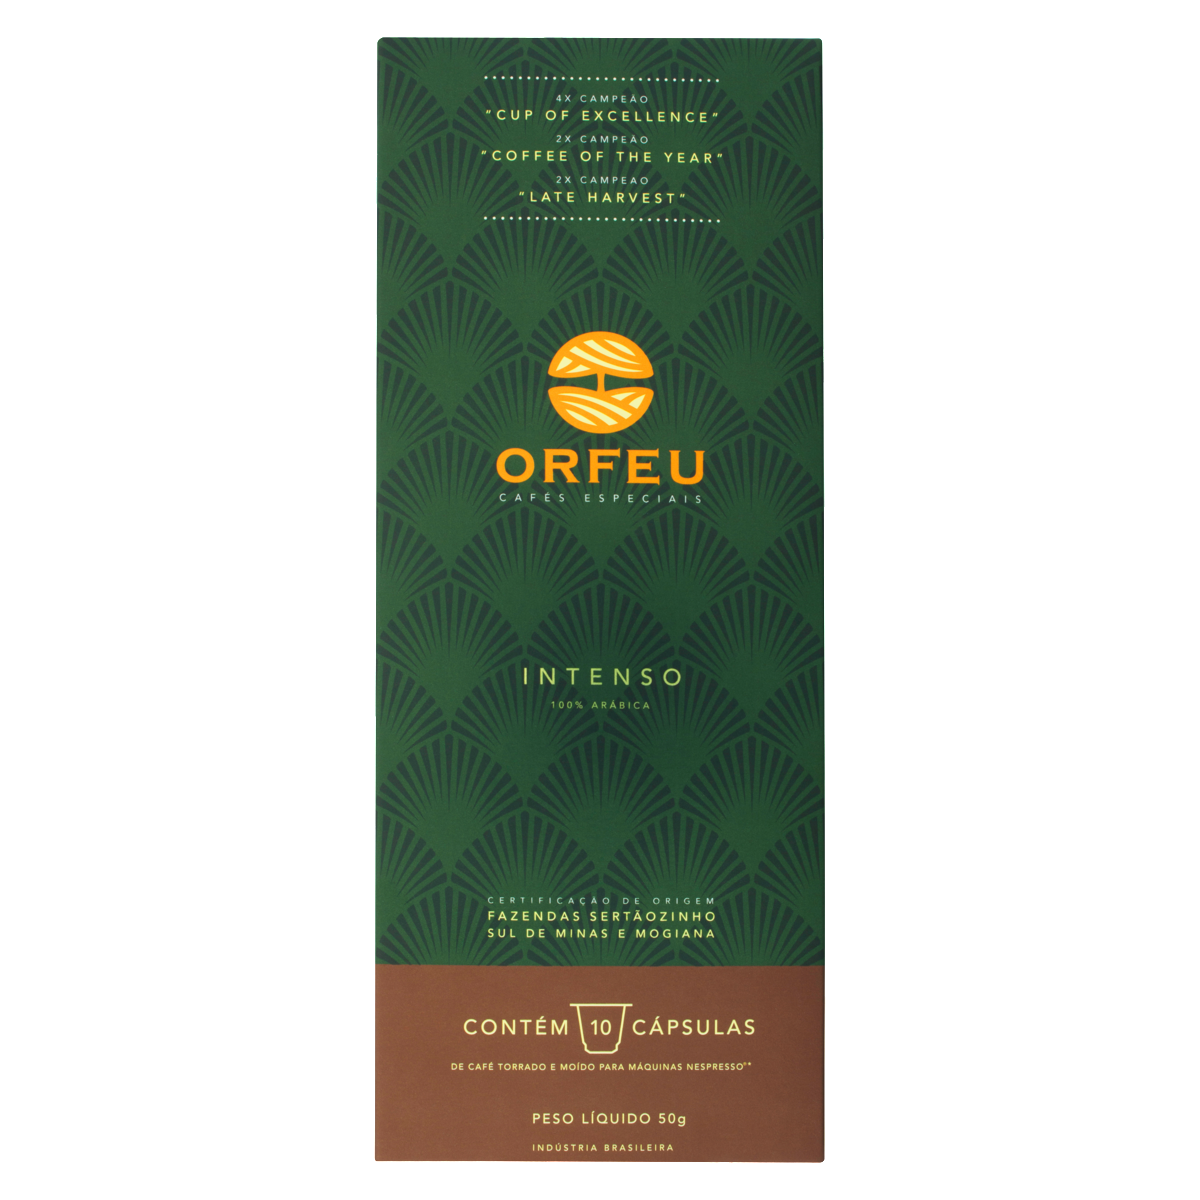 4X CAMPEÃO
"CUP OF EXCELLENCE"
2X CAMPEÃO
"COFFEE OF THE YEAR"
2X CAMPEAO
"LATE HARVEST"
ORFEU
CAFÉS ESPECIAIS
INTENSO
100% ARÁBICA
CERTIFICAÇÃO DE ORIGEM
FAZENDAS SERTÃOZINHO
SUL DE MINAS E MOGIANA
CONTÉM 10 CÁPSULAS
DE CAFÉ TORRADO E MOÍDO PARA MÁQUINAS NESPRESSO®*
PESO LÍQUIDO 50g
INDÚSTRIA BRASILEIRA